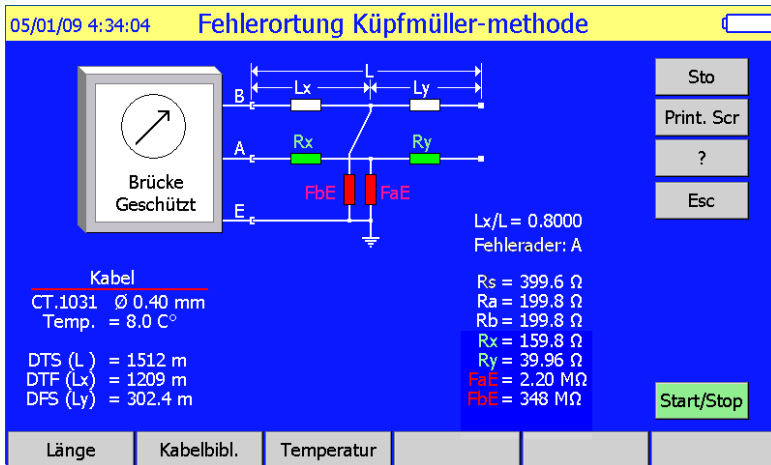 05/01/09 4:34:04 Fehlerortung Küpfmüller-methode
L
Lx Ly
B
A
E
Rx Ry
FbE FaE
Brücke
Geschützt
Sto
Print. Scr
?
Esc
Lx/L = 0.8000
Fehlerader: A
Kabel
CT.1031 Ø 0.40 mm
Temp. = 8.0 C°
DTS (L ) = 1512 m
DTF (Lx) = 1209 m
DFS (Ly) = 302.4 m
Rs = 399.6 Ω
Ra = 199.8 Ω
Rb = 199.8 Ω
Rx = 159.8 Ω
Ry = 39.96 Ω
FaE = 2.20 MΩ
FbE = 348 MΩ
Start/Stop
Länge Kabelbibl. Temperatur